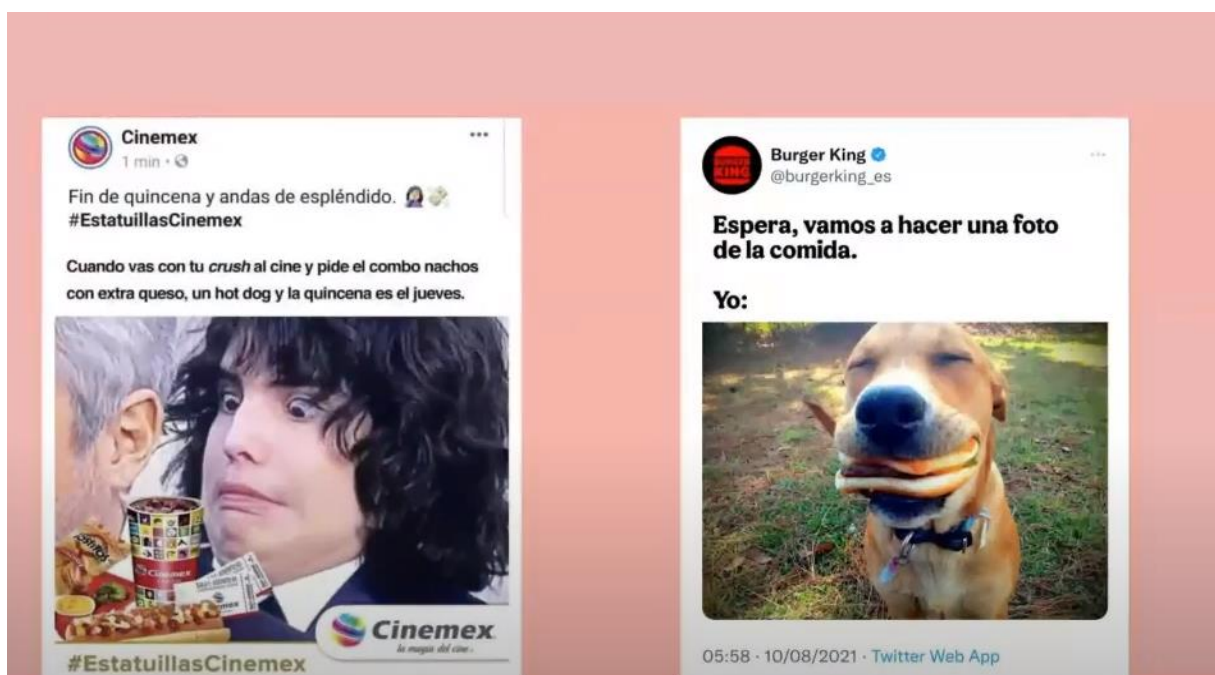 Cinemex
1 min
Fin de quincena y andas de espléndido.
#EstatuillasCinemex
Cuando vas con tu crush al cine y pide el combo nachos
con extra queso, un hot dog y la quincena es el jueves.
Cinemex
Cinemex
la magia del cine.
#EstatuillasCinemex
BURGER
KING
Burger King
@burgerking_es
Espera, vamos a hacer una foto
de la comida.
Yo:
05:58 · 10/08/2021 · Twitter Web App